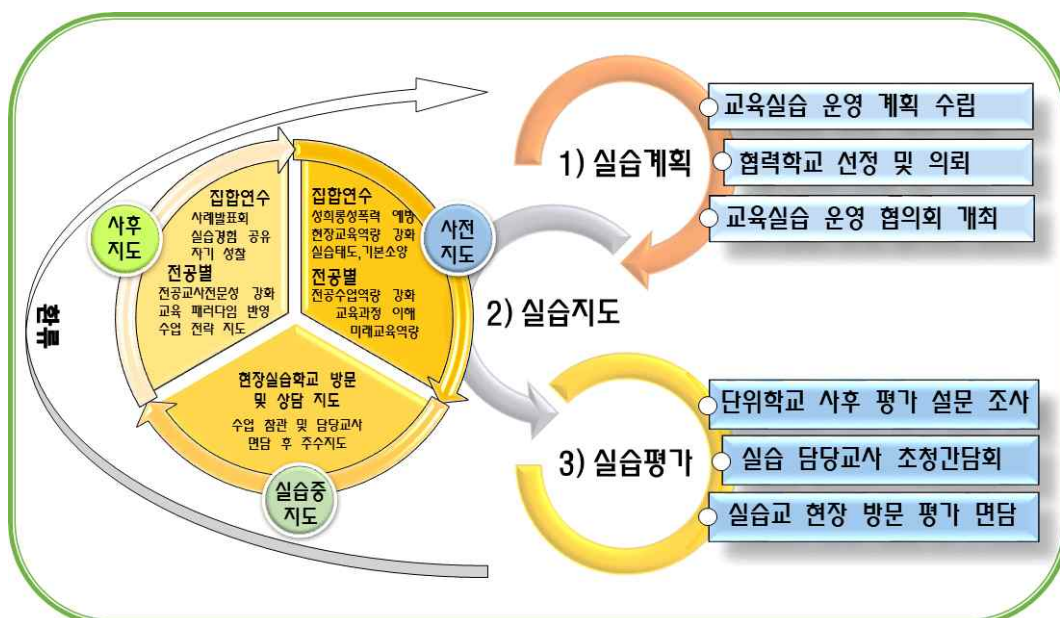 환류
사후
지도
집합연수
사례발표회
실습경험 공유
자기 성찰
전공별
전공교사전문성 강화
교육 패러다임 반영
수업 전략 지도
사전
지도
집합연수
성희롱성폭력 예방
현장교육역량 강화
실습태도,기본소양
전공별
전공수업역량 강화
교육과정 이해
미래교육역량
현장실습학교 방문
및 상담 지도
수업 참관 및 담당교사
면담 후 추수지도
실습중
지도
1) 실습계획
교육실습 운영 계획 수립
협력학교 선정 및 의뢰
교육실습 운영 협의회 개최
2) 실습지도
3) 실습평가
단위학교 사후 평가 설문 조사
실습 담당교사 초청간담회
실습교 현장 방문 평가 면담